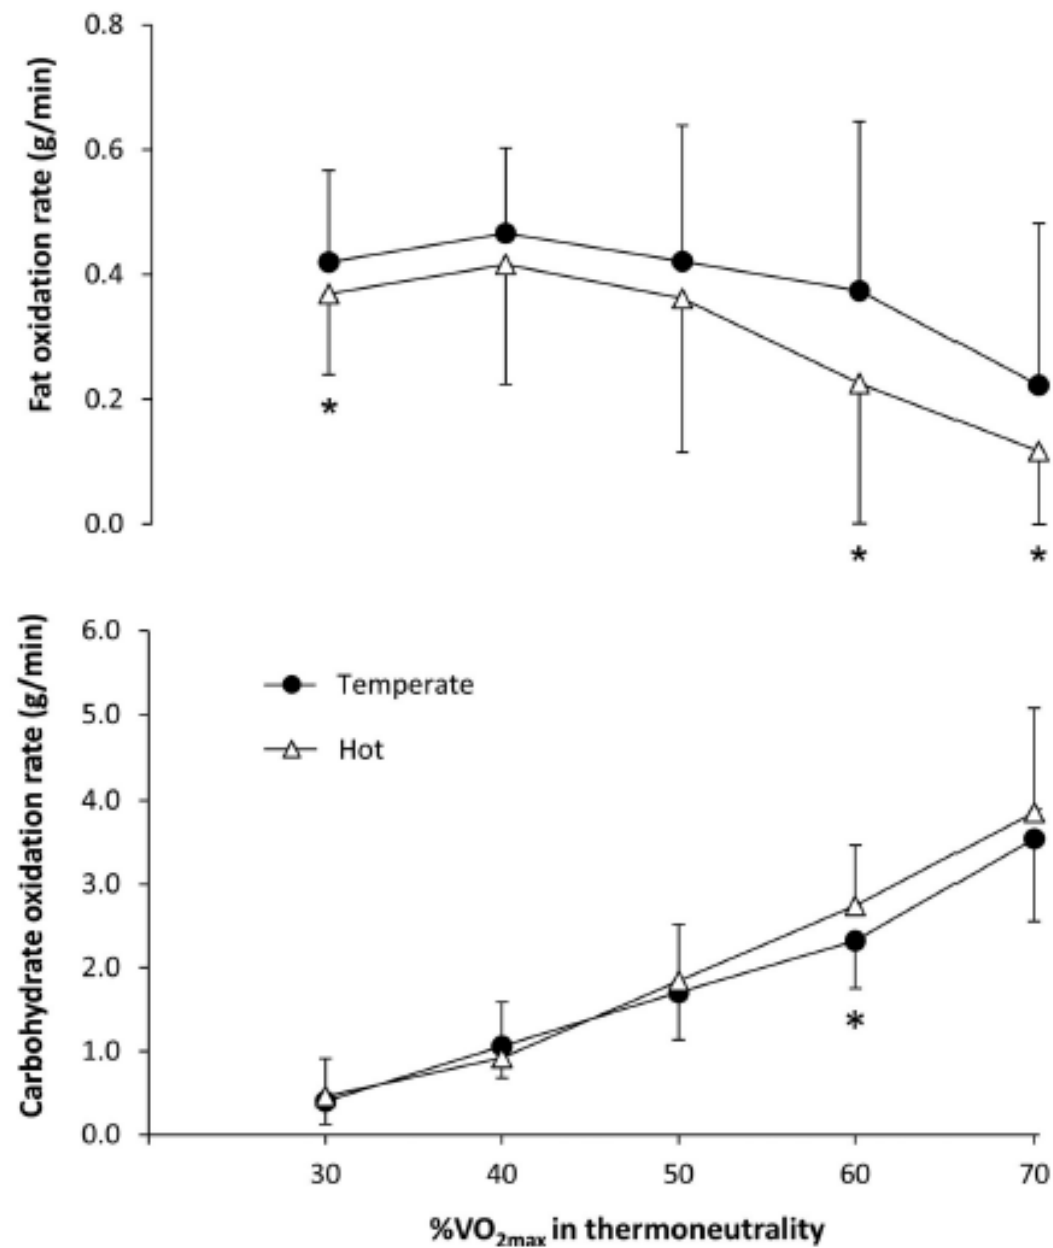 Fat oxidation rate (g/min)
0.8
0.6
0.4
0.2
0.0
*
*
*
Carbohydrate oxidation rate (g/min)
6.0
5.0
4.0
3.0
2.0
1.0
0.0
Temperate
Hot
*
30 40 50 60 70
%VO2max in thermoneutrality